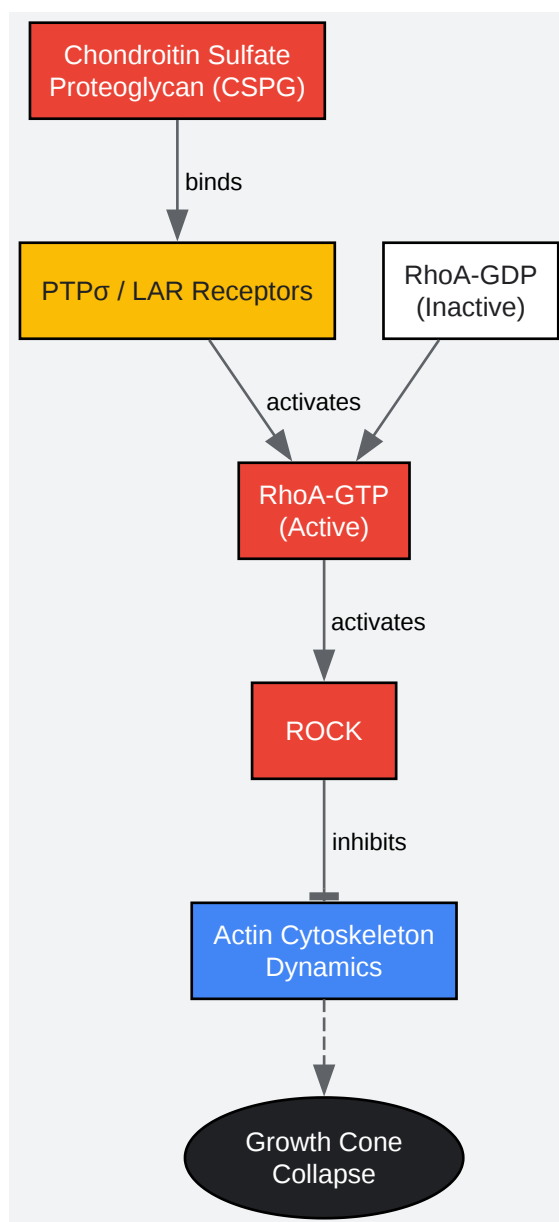 Chondroitin Sulfate
Proteoglycan (CSPG)
binds
PTPσ / LAR Receptors
RhoA-GDP
(Inactive)
activates
RhoA-GTP
(Active)
activates
ROCK
inhibits
Actin Cytoskeleton
Dynamics
Growth Cone
Collapse